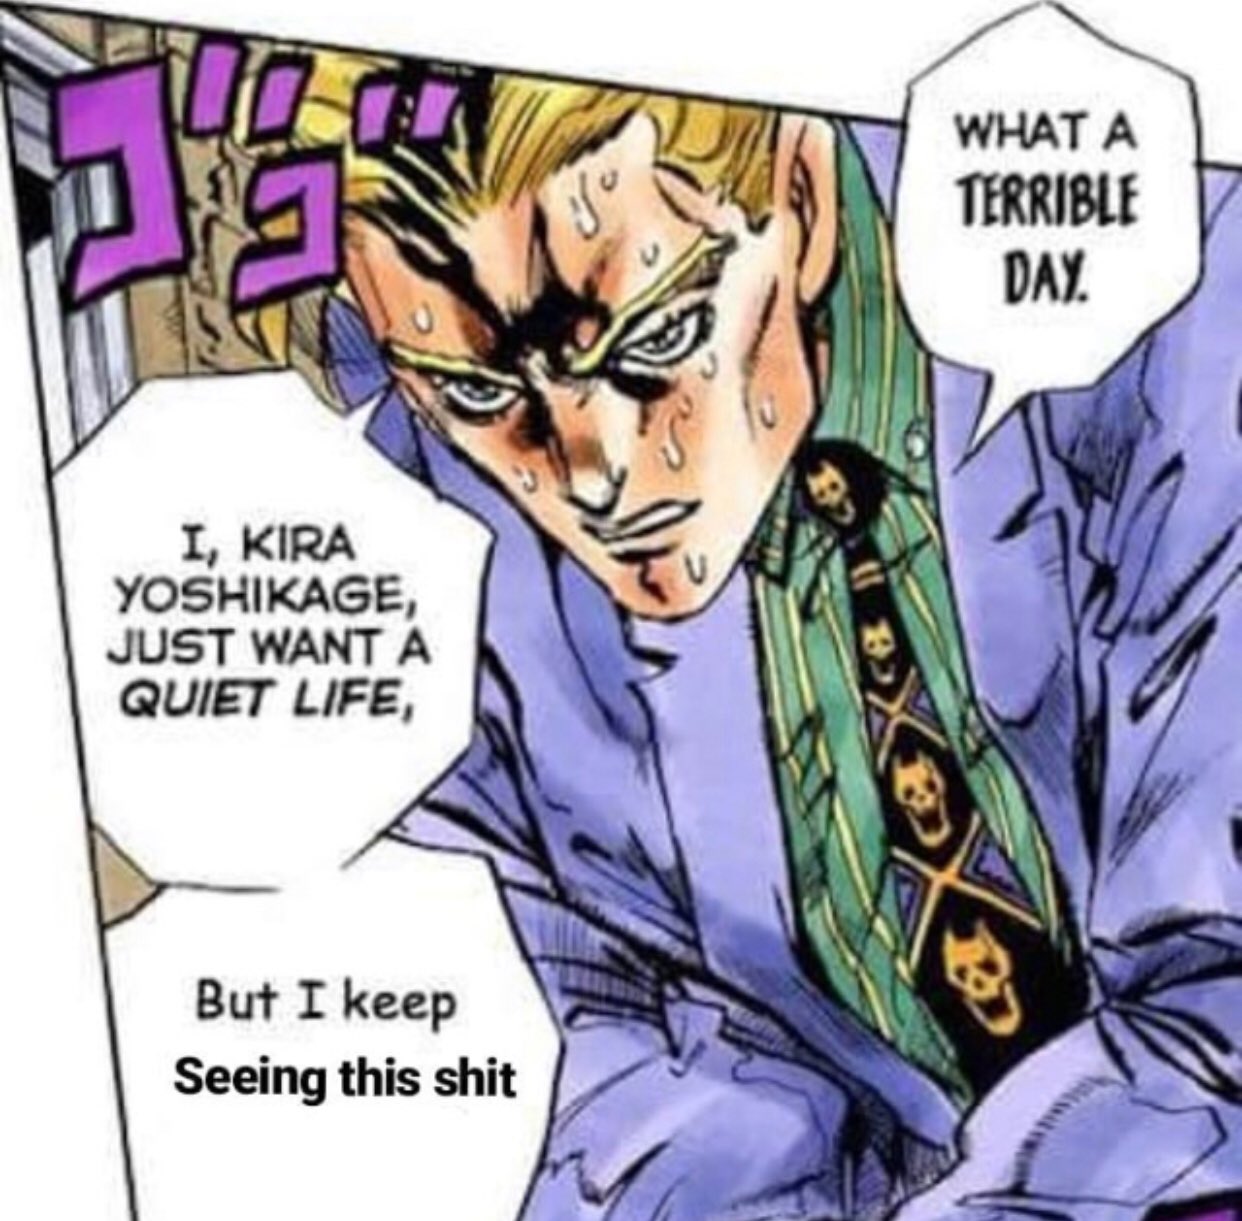 ゴゴ
WHAT A
TERRIBLE
DAY.
I, KIRA
YOSHIKAGE,
JUST WANT A
QUIET LIFE,
But I keep
Seeing this shit